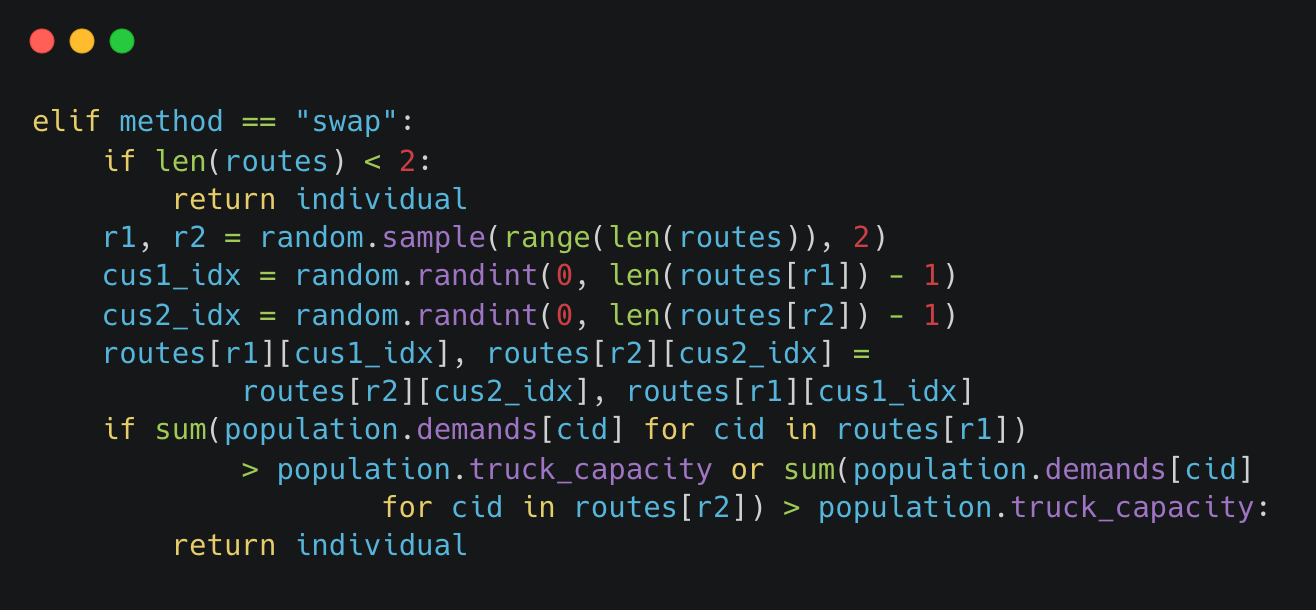 elif method == "swap":
    if len(routes) < 2:
        return individual
    r1, r2 = random.sample(range(len(routes)), 2)
    cus1_idx = random.randint(0, len(routes[r1]) - 1)
    cus2_idx = random.randint(0, len(routes[r2]) - 1)
    routes[r1][cus1_idx], routes[r2][cus2_idx] =
            routes[r2][cus2_idx], routes[r1][cus1_idx]
    if sum(population.demands[cid] for cid in routes[r1])
            > population.truck_capacity or sum(population.demands[cid]
                    for cid in routes[r2]) > population.truck_capacity:
        return individual